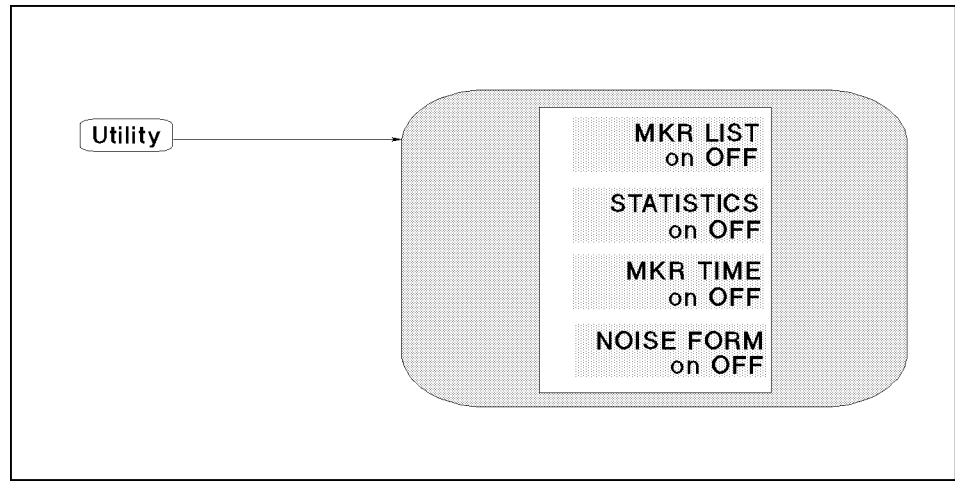 Utility
MKR LIST
on OFF
STATISTICS
on OFF
MKR TIME
on OFF
NOISE FORM
on OFF